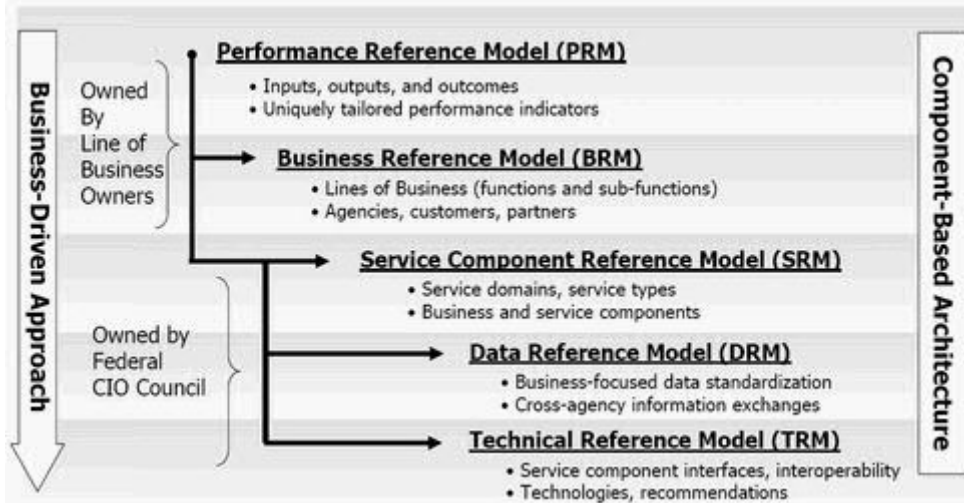 Business-Driven Approach
Owned
By
Line of
Business
Owners
Owned by
Federal
CIO Council
Performance Reference Model (PRM)
• Inputs, outputs, and outcomes
• Uniquely tailored performance indicators
Business Reference Model (BRM)
• Lines of Business (functions and sub-functions)
• Agencies, customers, partners
Service Component Reference Model (SRM)
• Service domains, service types
• Business and service components
Data Reference Model (DRM)
• Business-focused data standardization
• Cross-agency information exchanges
Technical Reference Model (TRM)
• Service component interfaces, interoperability
• Technologies, recommendations
Component-Based Architecture